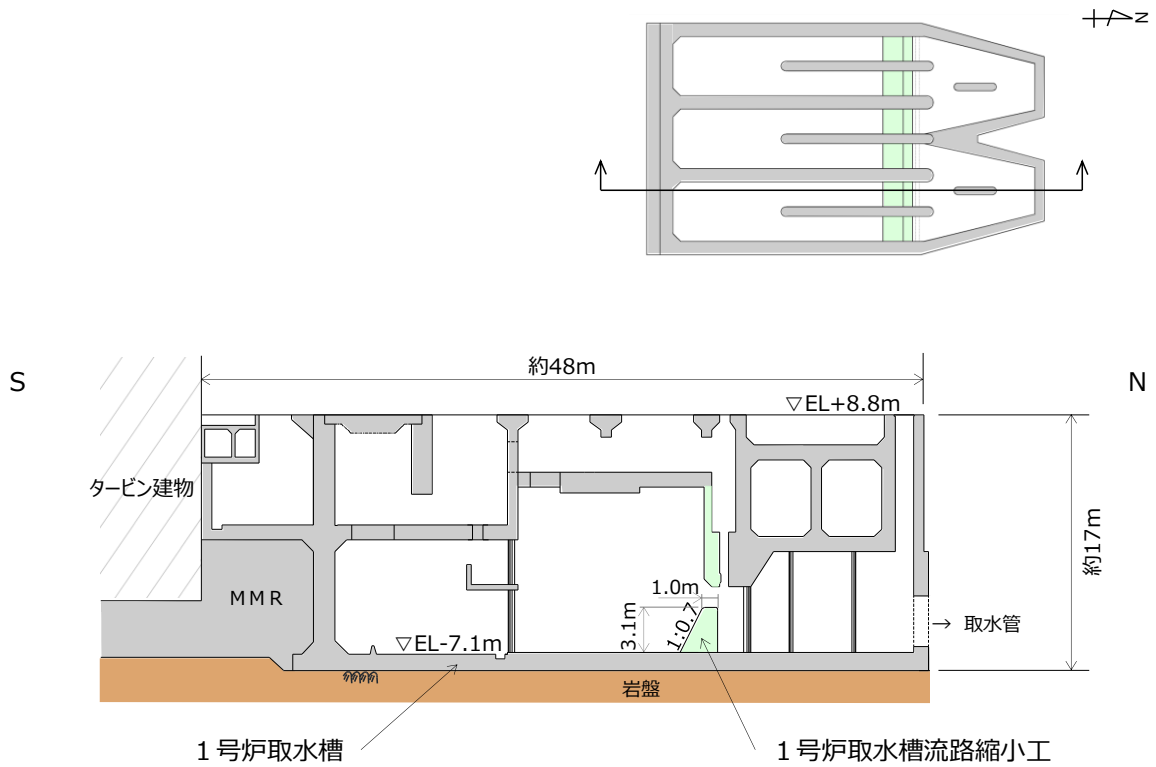 N
約48m
S
N
▽EL+8.8m
タービン建物
約17m
1.0m
MMR
3.1m
1:0.7
→ 取水管
▽EL-7.1m
岩盤
1号炉取水槽
1号炉取水槽流路縮小工